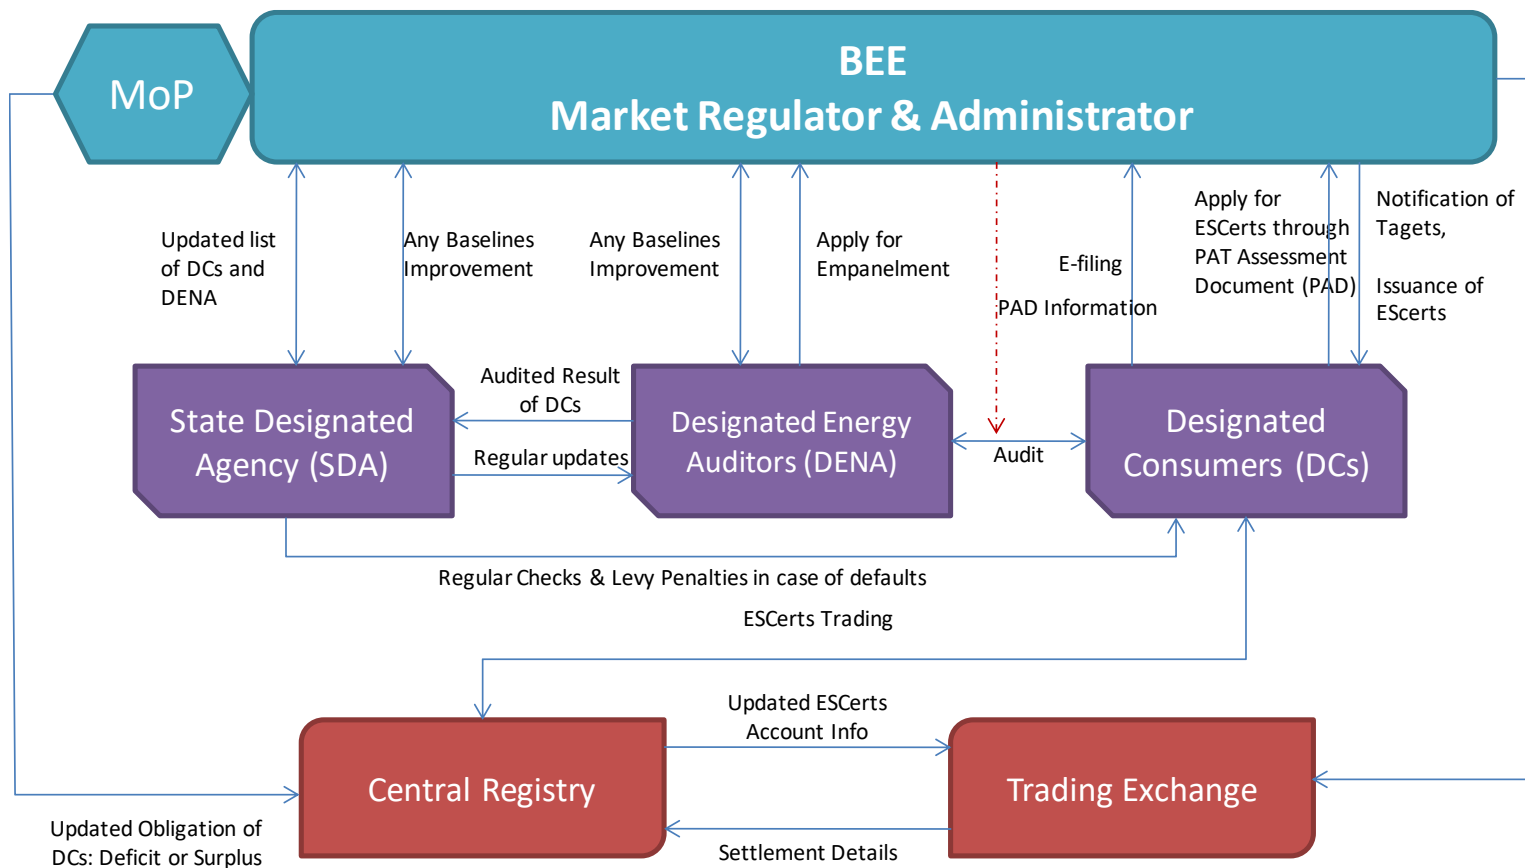 MoP
BEE
Market Regulator & Administrator
Updated list
of DCs and
DENA
Any Baselines
Improvement
Any Baselines
Improvement
Apply for
Empanelment
E-filing
PAD Information
Apply for
ESCerts through
PAT Assessment
Document (PAD)
Notification of
Tagets,
Issuance of
EScerts
State Designated
Agency (SDA)
Audited Result
of DCs
Regular updates
Designated Energy
Auditors (DENA)
Audit
Designated
Consumers (DCs)
Regular Checks & Levy Penalties in case of defaults
ESCerts Trading
Central Registry
Updated ESCerts
Account Info
Trading Exchange
Updated Obligation of
DCs: Deficit or Surplus
Settlement Details